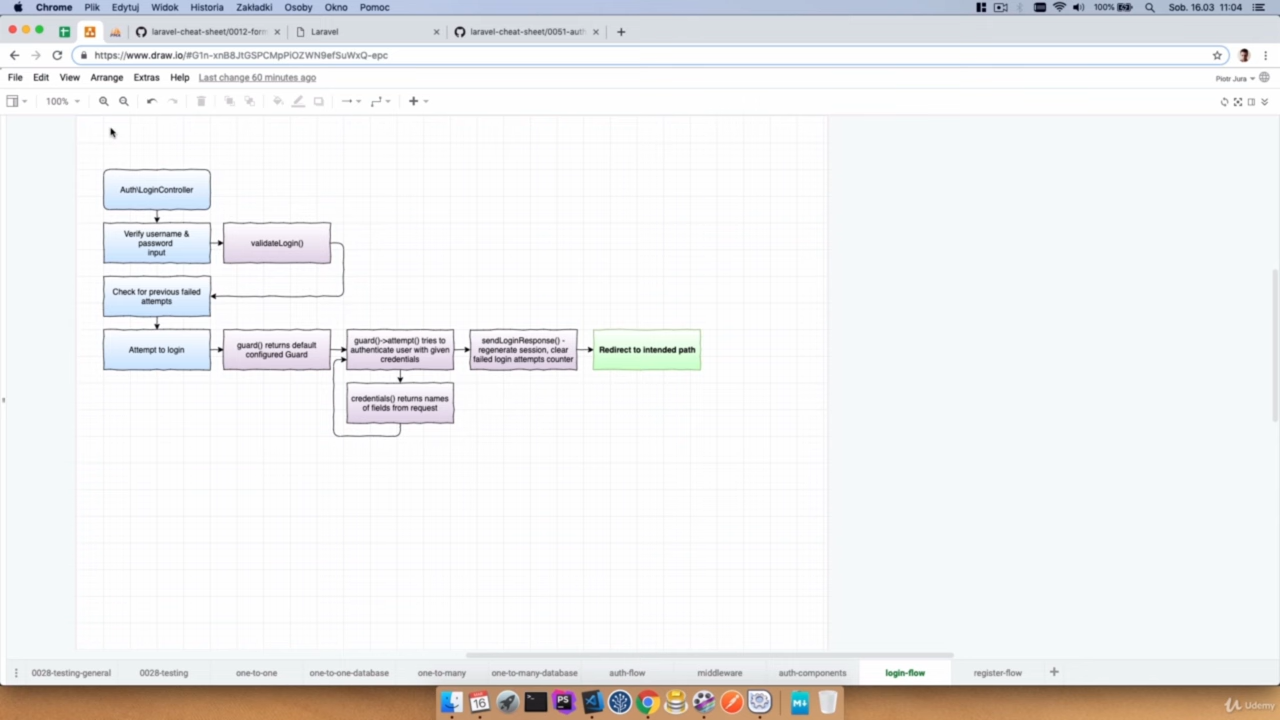 Chrome Plik Edytuj Widok Historia Zakładki Osoby Okno Pomoc 100% Sob. 16.03 11:04
laravel-cheat-sheet/0012-form Laravel laravel-cheat-sheet/0051-auth
https://www.draw.io/#G1n-xnB8JtGSPCMpPiOZWN9efSuWxQ-epc
File Edit View Arrange Extras Help Last change 60 minutes ago Piotr Jura
100%
Auth\LoginController
Verify username &
password
input
validateLogin()
Check for previous failed
attempts
Attempt to login
guard() returns default
configured Guard
guard()->attempt() tries to
authenticate user with given
credentials
sendLoginResponse() -
regenerate session, clear
failed login attempts counter
Redirect to intended path
credentials() returns names
of fields from request
0028-testing-general 0028-testing one-to-one one-to-one-database one-to-many one-to-many-database auth-flow middleware auth-components login-flow register-flow
16
PS
M↓
Udemy